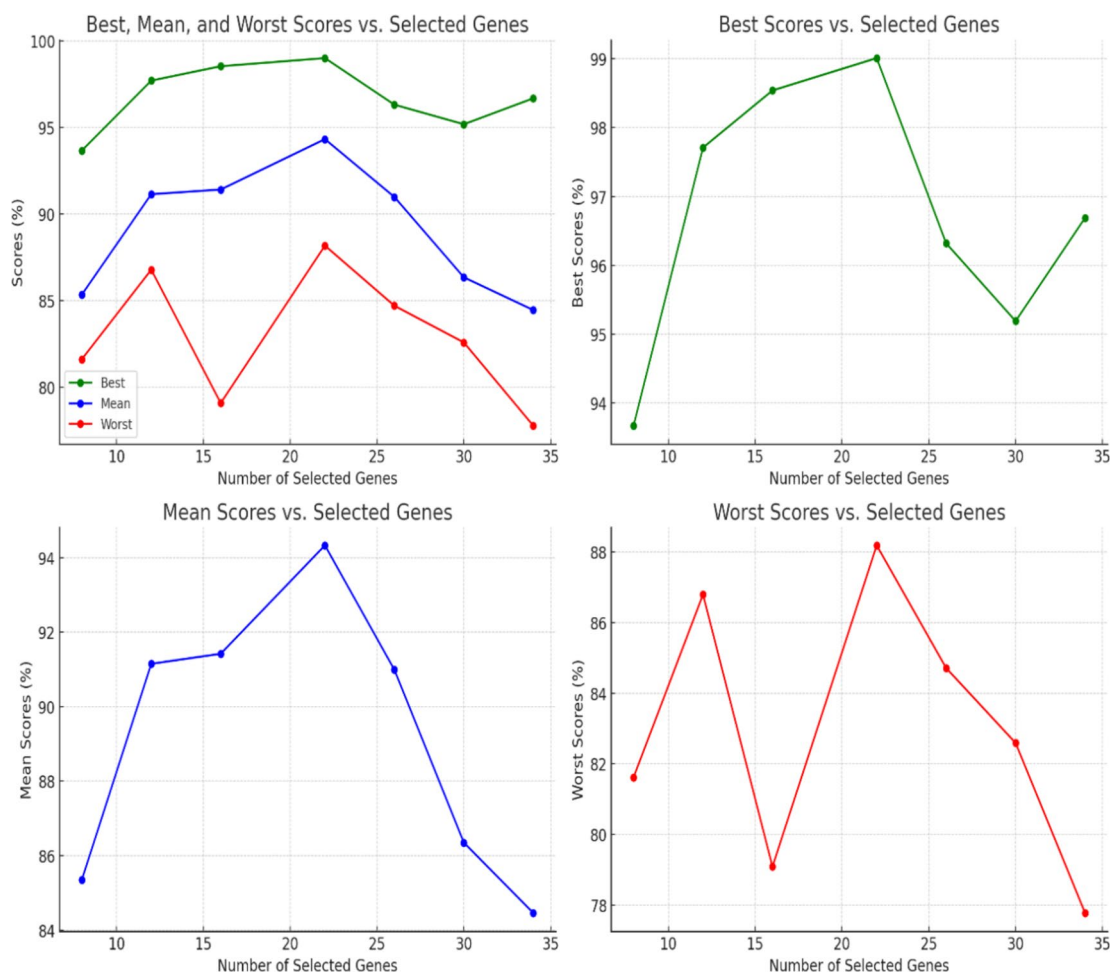 Best, Mean, and Worst Scores vs. Selected Genes
100
95
90
85
80
Scores (%)
Best
Mean
Worst
10 15 20 25 30 35
Number of Selected Genes
Best Scores vs. Selected Genes
99
98
97
96
95
94
Best Scores (%)
10 15 20 25 30 35
Number of Selected Genes
Mean Scores vs. Selected Genes
94
92
90
88
86
84
Mean Scores (%)
10 15 20 25 30 35
Number of Selected Genes
Worst Scores vs. Selected Genes
88
86
84
82
80
78
Worst Scores (%)
10 15 20 25 30 35
Number of Selected Genes